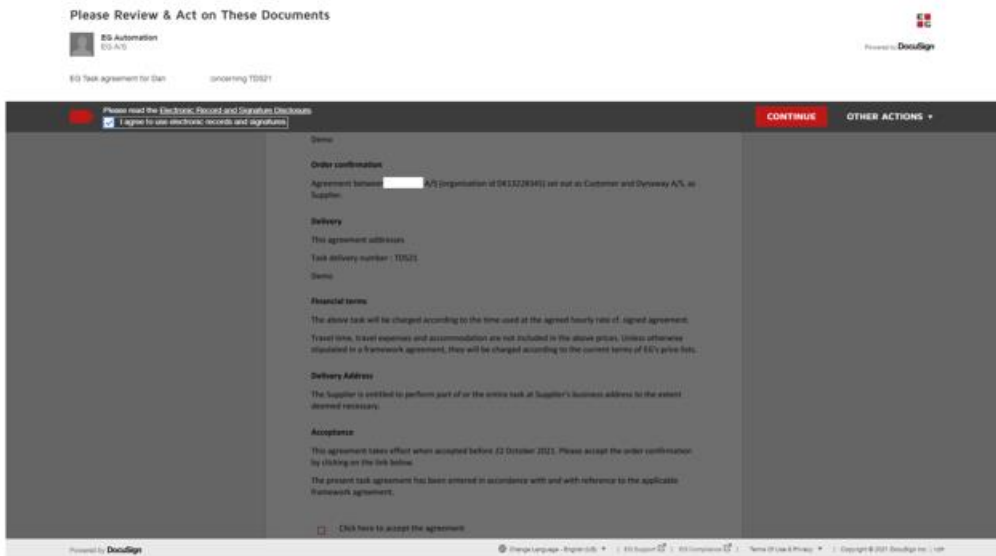 Please Review & Act on These Documents
EG Automation
EG A/S
EG
Powered by DocuSign
EG Task agreement for Dan concerning TDS21
Please read the Electronic Record and Signature Disclosure.
I agree to use electronic records and signatures.
CONTINUE
OTHER ACTIONS
Demo
Order confirmation
Agreement between A/S (organisation id DK13228345) set out as Customer and Dynaway A/S, as
Supplier.
Delivery
This agreement addresses
Task delivery number : TDS21
Demo
Financial terms
The above task will be charged according to the time used at the agreed hourly rate cf. signed agreement.
Travel time, travel expenses and accommodation are not included in the above prices. Unless otherwise
stipulated in a framework agreement, they will be charged according to the current terms of EG's price lists.
Delivery Address
The Supplier is entitled to perform part of or the entire task at Supplier's business address to the extent
deemed necessary.
Acceptance
This agreement takes effect when accepted before 22 October 2021. Please accept the order confirmation
by clicking on the link below.
The present task agreement has been entered in accordance with and with reference to the applicable
framework agreement.
Click here to accept the agreement
Powered by DocuSign
Change Language - English (US) | EG Support | EG Compliance | Terms Of Use & Privacy | Copyright © 2021 DocuSign Inc. |